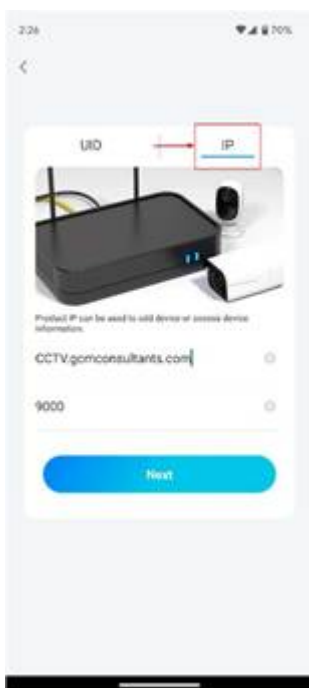 2:26
70%
UID
IP
Product IP can be used to add device or access device
information.
CCTV.gcmconsultants.com
9000
Next